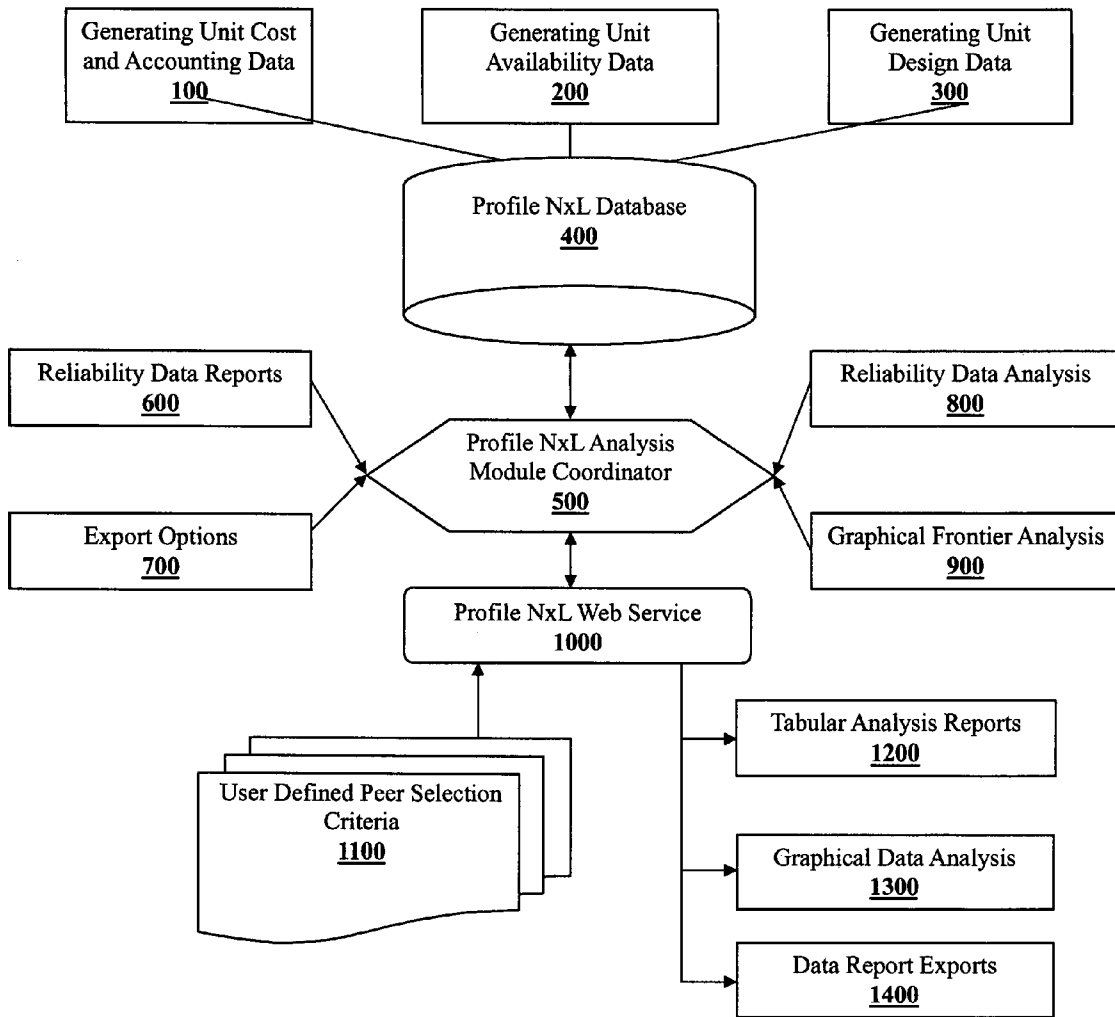 Generating Unit Cost
and Accounting Data
100
Generating Unit
Availability Data
200
Generating Unit
Design Data
300
Profile NxL Database
400
Reliability Data Reports
600
Reliability Data Analysis
800
Profile NxL Analysis
Module Coordinator
500
Export Options
700
Graphical Frontier Analysis
900
Profile NxL Web Service
1000
User Defined Peer Selection
Criteria
1100
Tabular Analysis Reports
1200
Graphical Data Analysis
1300
Data Report Exports
1400